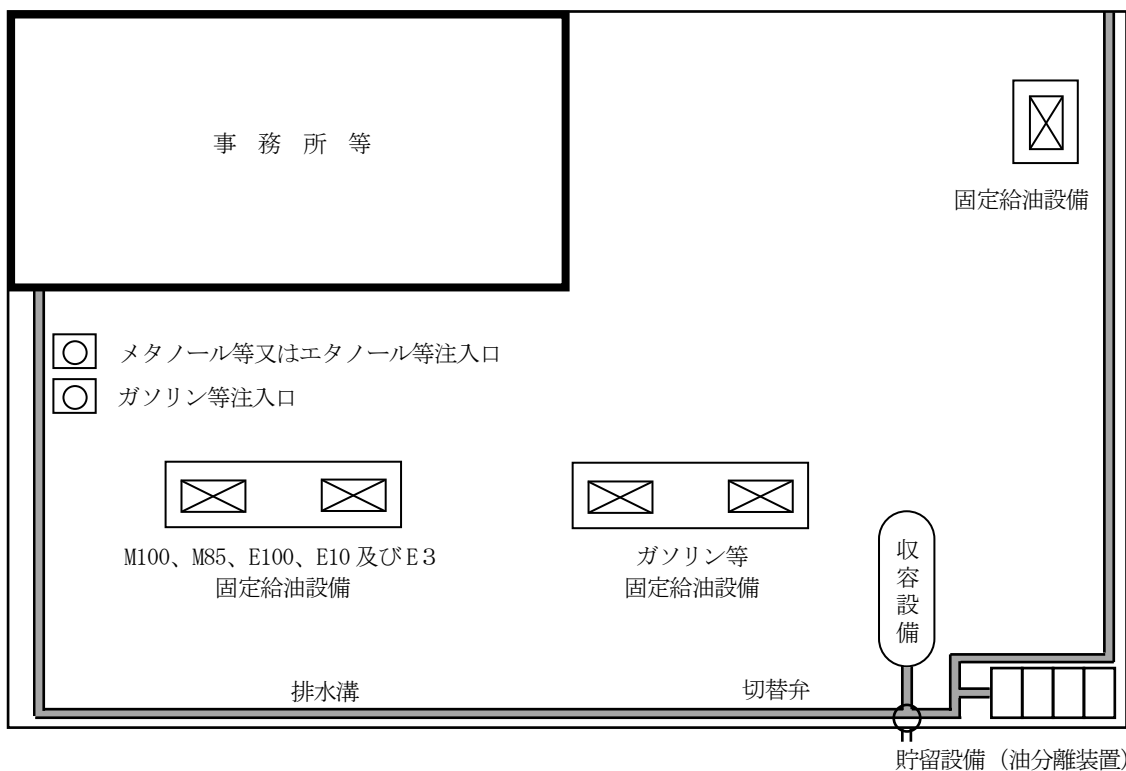 事 務 所 等
固定給油設備
メタノール等又はエタノール等注入口
ガソリン等注入口
M100、M85、E100、E10 及びE3
固定給油設備
ガソリン等
固定給油設備
収容設備
排水溝
切替弁
貯留設備（油分離装置）